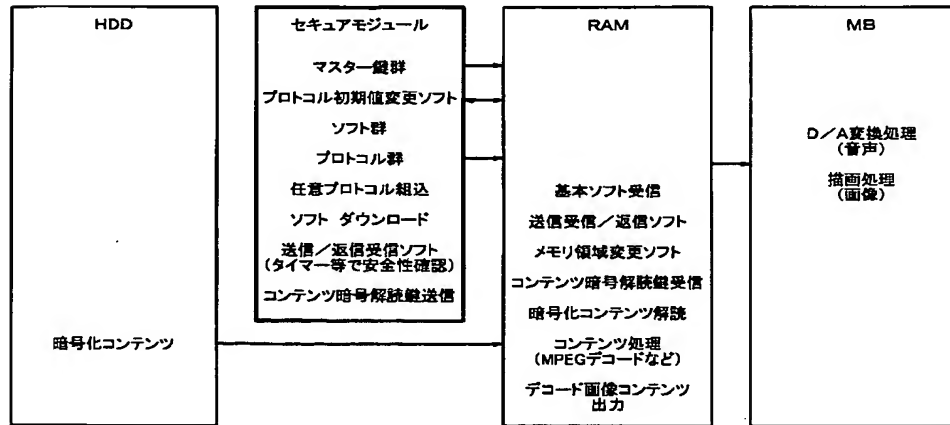 HDD
暗号化コンテンツ
セキュアモジュール
マスター鍵群
プロトコル初期値変更ソフト
ソフト群
プロトコル群
任意プロトコル組込
ソフト ダウンロード
送信/返信受信ソフト
(タイマー等で安全性確認)
コンテンツ暗号解読鍵送信
RAM
基本ソフト受信
送信受信/返信ソフト
メモリ領域変更ソフト
コンテンツ暗号解読鍵受信
暗号化コンテンツ解読
コンテンツ処理
(MPEGデコードなど)
デコード画像コンテンツ
出力
MB
D/A変換処理
(音声)
描画処理
(画像)